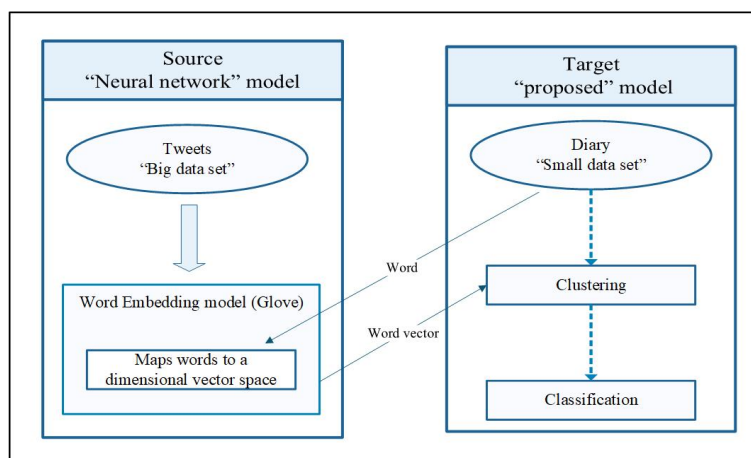 Source
“Neural network” model
Tweets
“Big data set”
Word Embedding model (Glove)
Maps words to a
dimensional vector space
Word
Word vector
Target
“proposed” model
Diary
“Small data set”
Clustering
Classification